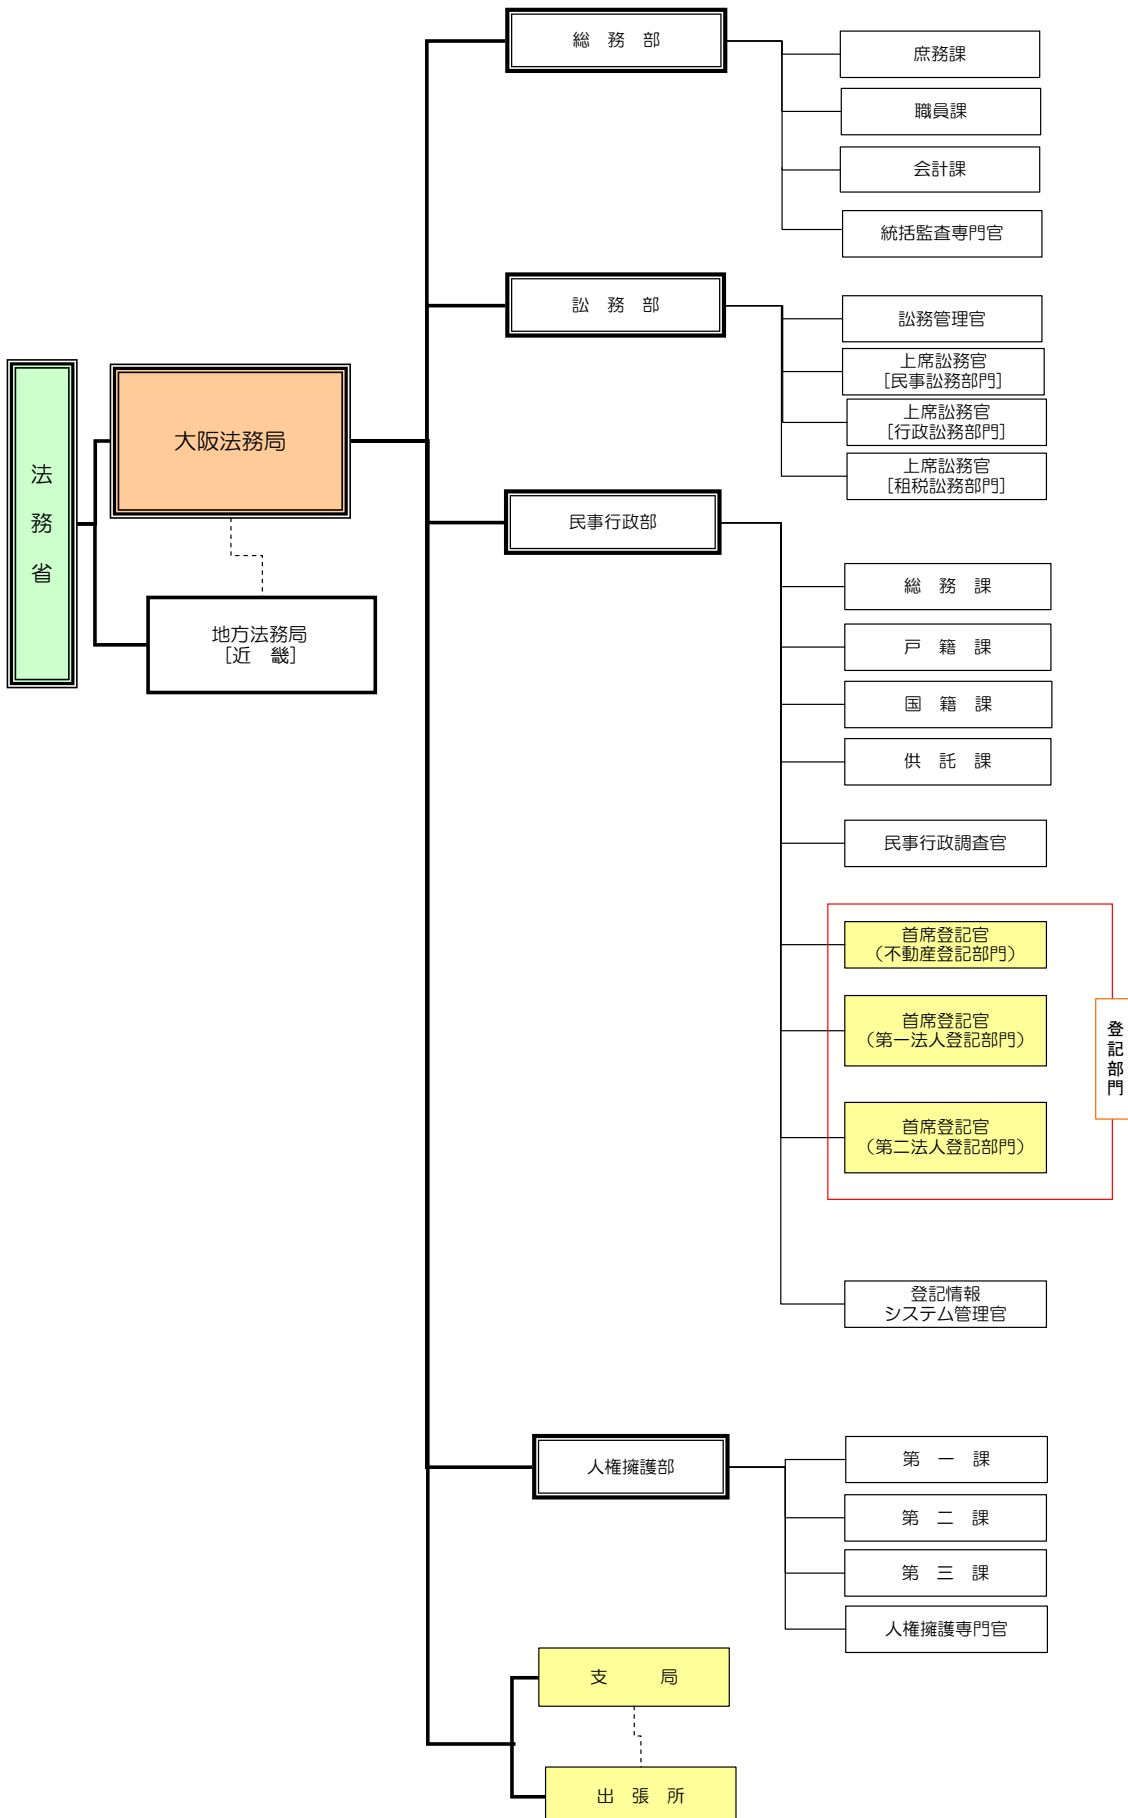 法務省
大阪法務局
地方法務局
［近　畿］
総　務　部
庶務課
職員課
会計課
統括監査専門官
訟　務　部
訟務管理官
上席訟務官
［民事訟務部門］
上席訟務官
［行政訟務部門］
上席訟務官
［租税訟務部門］
民事行政部
総　務　課
戸　籍　課
国　籍　課
供　託　課
民事行政調査官
首席登記官
（不動産登記部門）
首席登記官
（第一法人登記部門）
首席登記官
（第二法人登記部門）
登記部門
登記情報
システム管理官
人権擁護部
第　一　課
第　二　課
第　三　課
人権擁護専門官
支　　　局
出　張　所